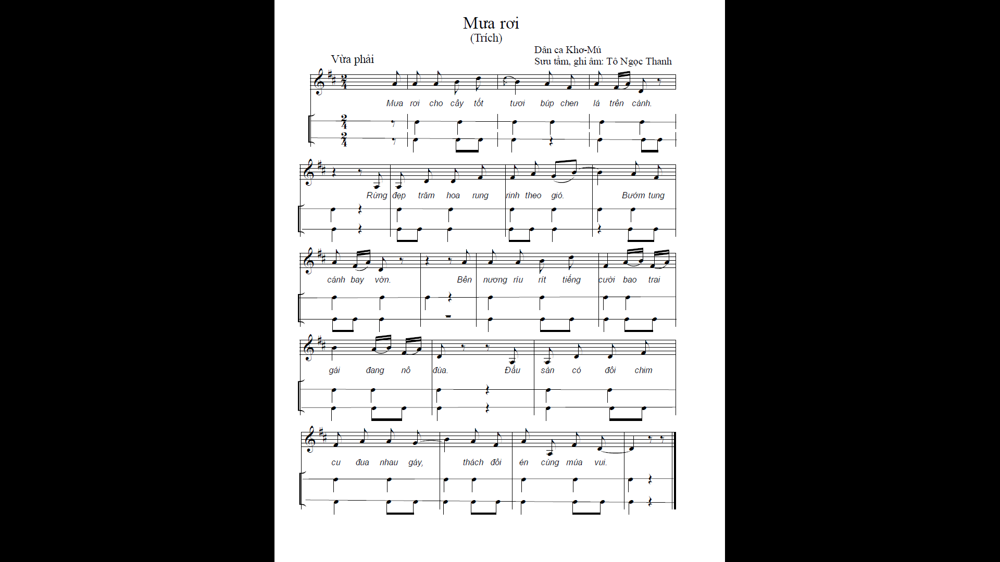 Mưa rơi
(Trích)
Dân ca Khơ-Mú
Vừa phải
Sưu tầm, ghi âm: Tô Ngọc Thanh
Mưa rơi cho cây tốt tươi búp chen lá trên cành.
Rừng đẹp trăm hoa rung rinh theo gió. Bướm tung
cánh bay vờn. Bên nương ríu rít tiếng cười bao trai
gái đang nô đùa. Đầu sàn có đôi chim
cu đua nhau gáy, thách đôi én cùng múa vui.